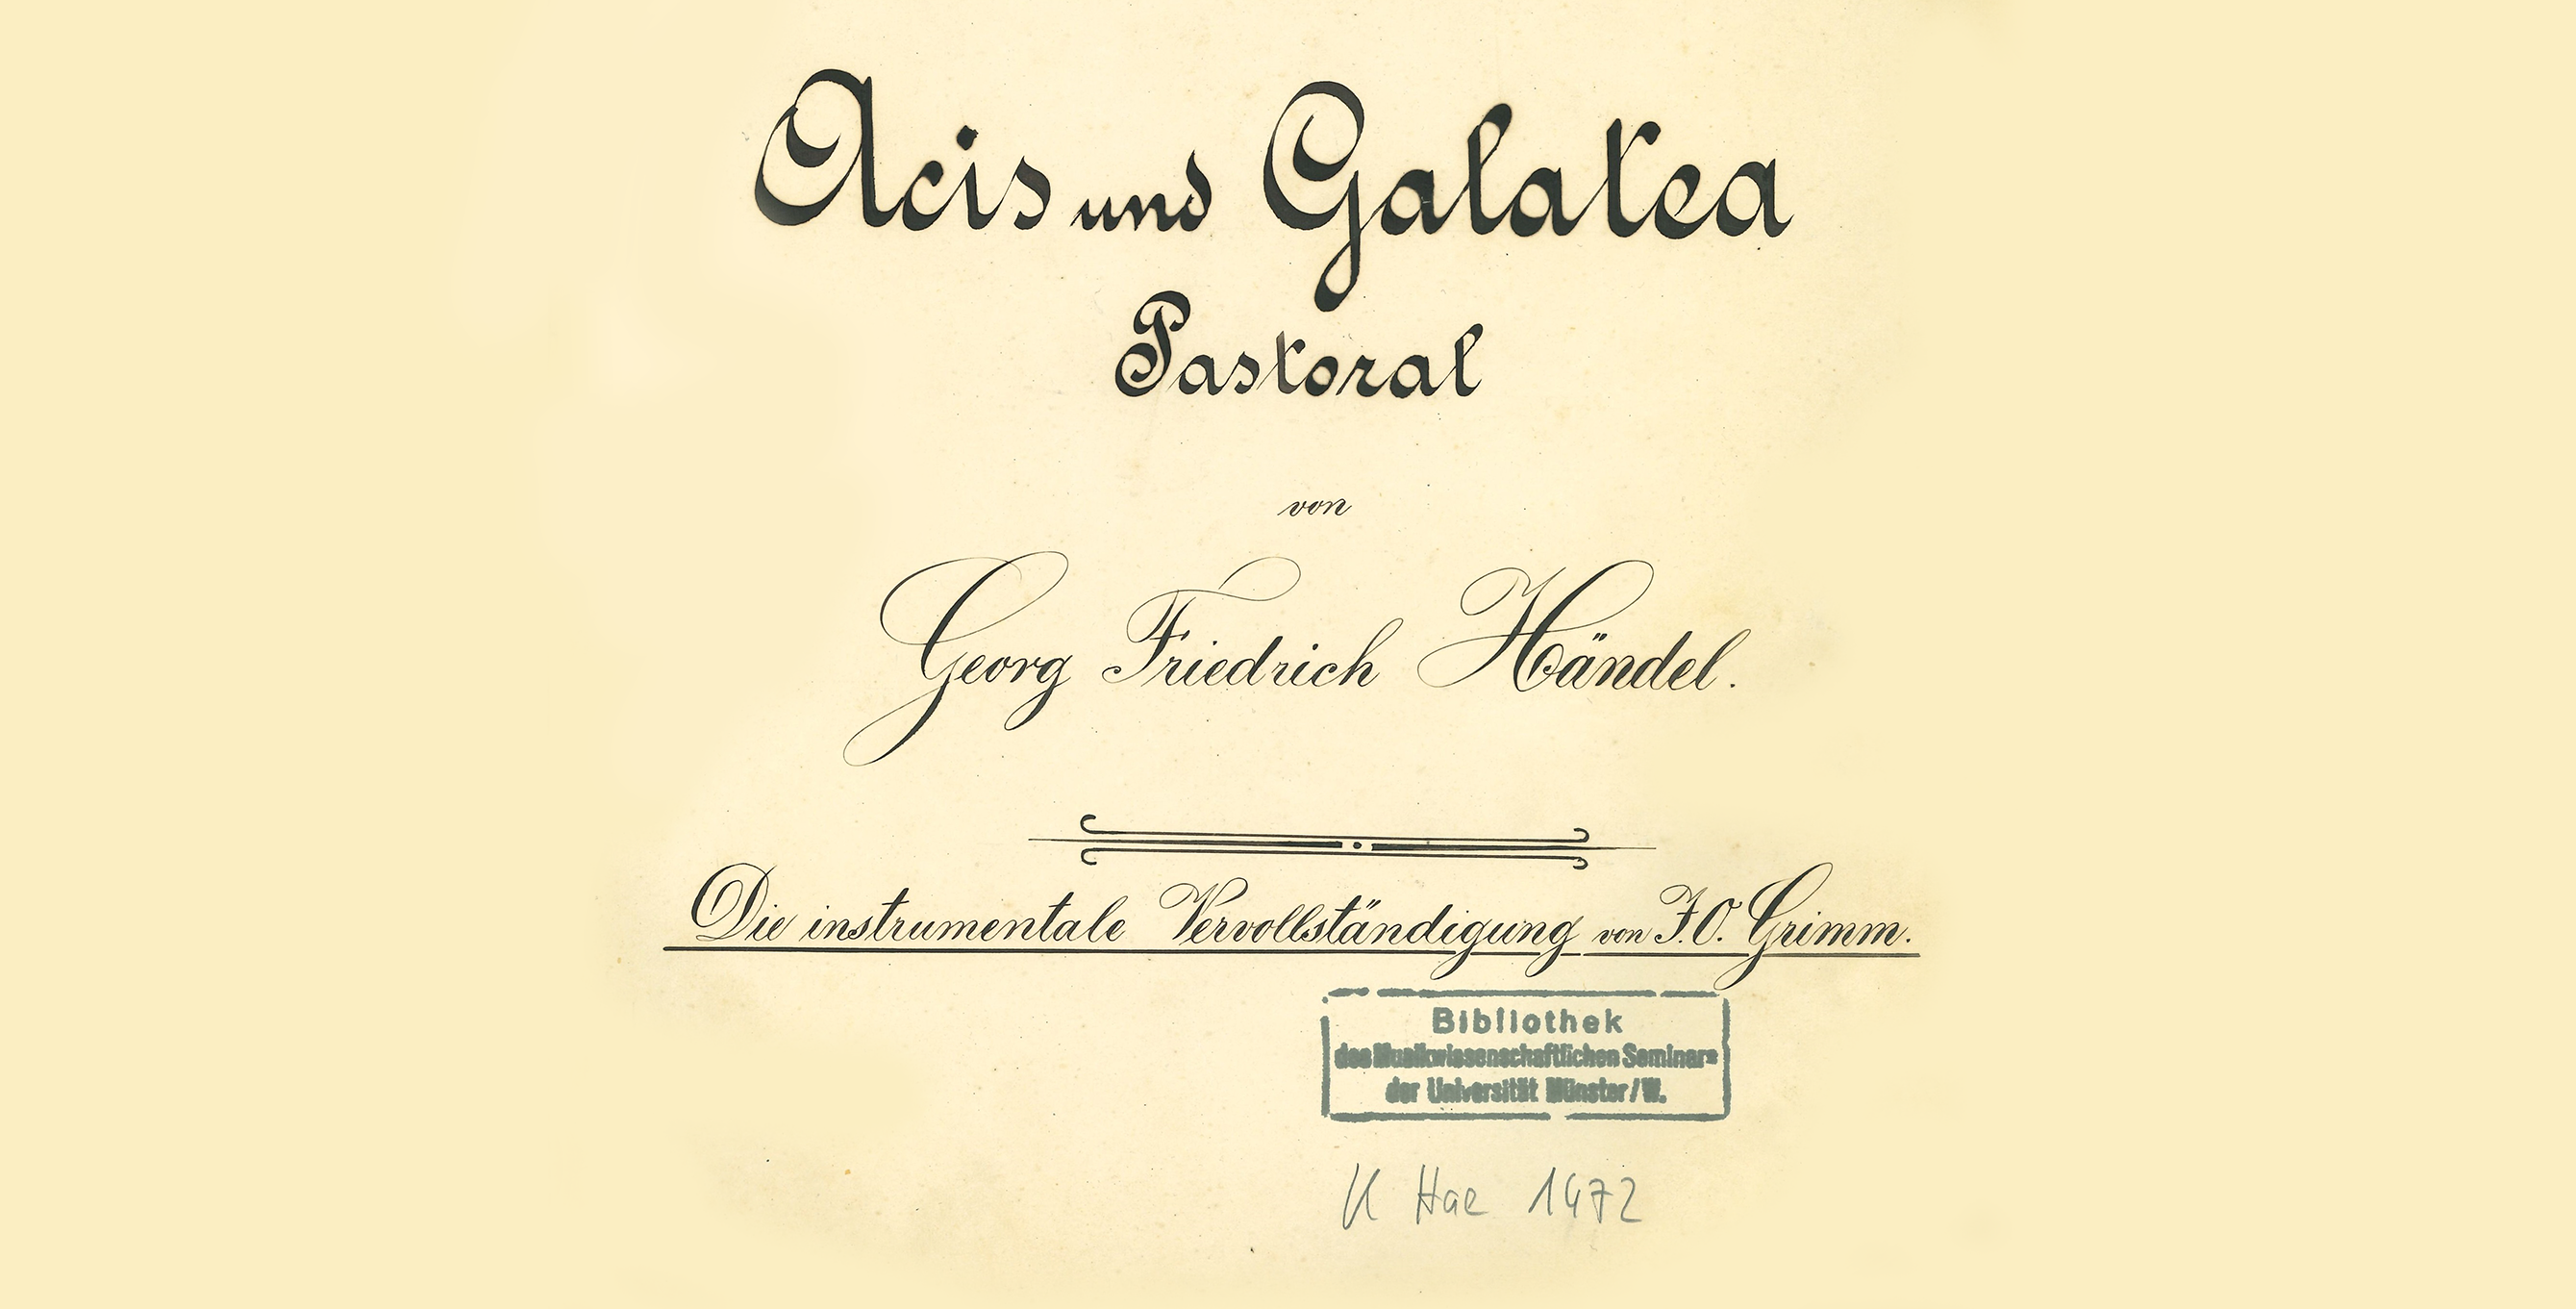 Acis und Galatea
Pastoral
von
Georg Friedrich Händel.
Die instrumentale Vervollständigung von J. O. Grimm.
Bibliothek
des Musikwissenschaftlichen Seminars
der Universität Münster/W.
Hae 1472